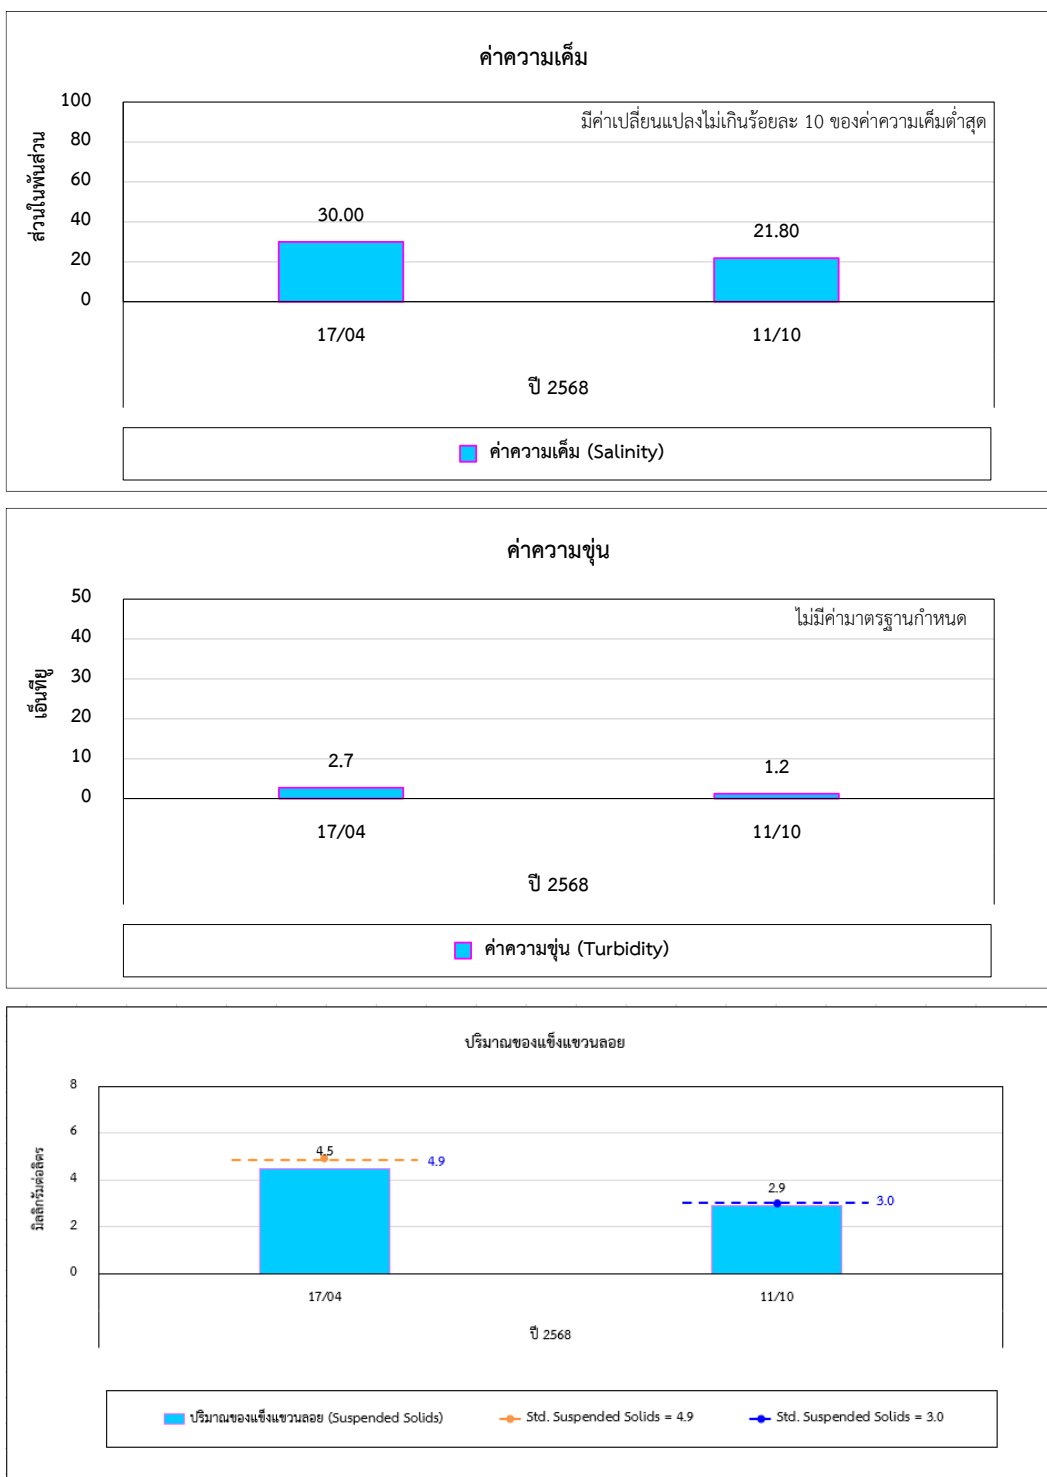 ค่าความเค็ม
มีค่าเปลี่ยนแปลงไม่เกินร้อยละ 10 ของค่าความเค็มต่ำสุด
ส่วนในพันส่วน
100
80
60
40
20
0
30.00
21.80
17/04
11/10
ปี 2568
ค่าความเค็ม (Salinity)
ค่าความขุ่น
ไม่มีค่ามาตรฐานกำหนด
เอ็นทียู
50
40
30
20
10
0
2.7
1.2
17/04
11/10
ปี 2568
ค่าความขุ่น (Turbidity)
ปริมาณของแข็งแขวนลอย
มิลลิกรัมต่อลิตร
8
6
4
2
0
4.5
4.9
2.9
3.0
17/04
11/10
ปี 2568
ปริมาณของแข็งแขวนลอย (Suspended Solids)
Std. Suspended Solids = 4.9
Std. Suspended Solids = 3.0